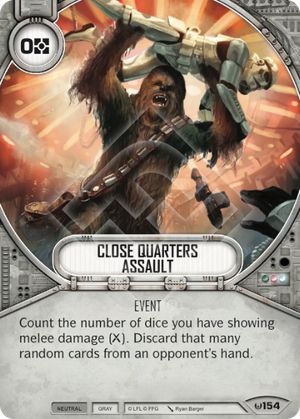 0
CLOSE QUARTERS
ASSAULT
EVENT
Count the number of dice you have showing
melee damage (). Discard that many
random cards from an opponent's hand.
NEUTRAL
GRAY
© LFL © FFG
Ryan Barger
154